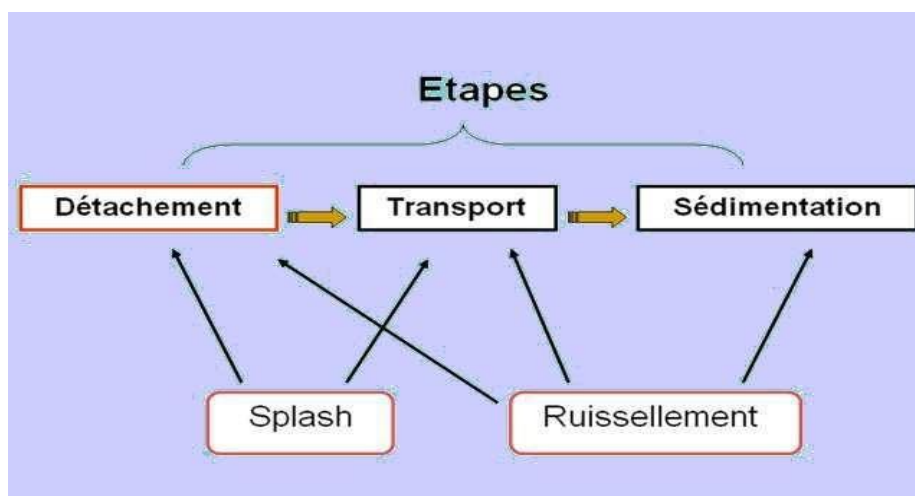 Etapes
Détachement
Transport
Sédimentation
Splash
Ruissellement